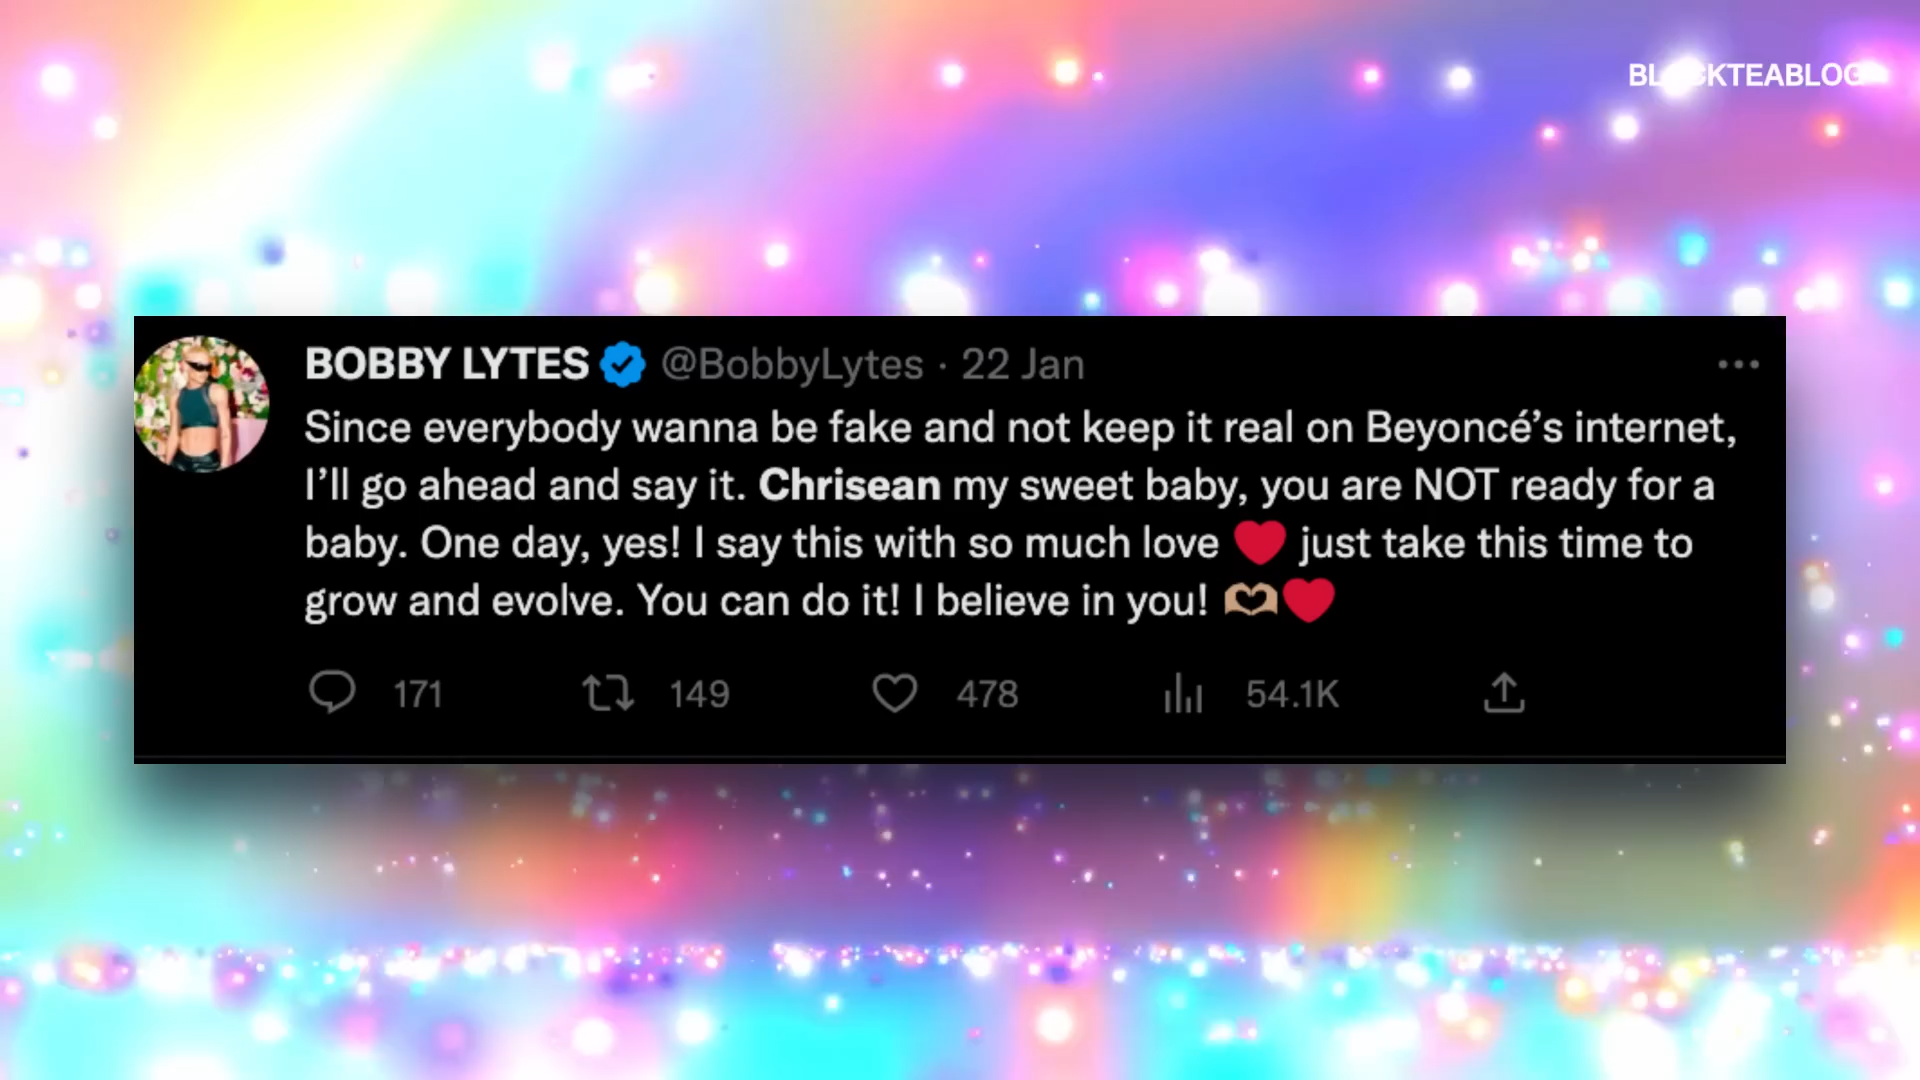 BLACKTEABLOG
BOBBY LYTES @BobbyLytes · 22 Jan
Since everybody wanna be fake and not keep it real on Beyoncé’s internet,
I’ll go ahead and say it. Chrisean my sweet baby, you are NOT ready for a
baby. One day, yes! I say this with so much love ❤️ just take this time to
grow and evolve. You can do it! I believe in you! 🫶🏽❤️
171 149 478 54.1K